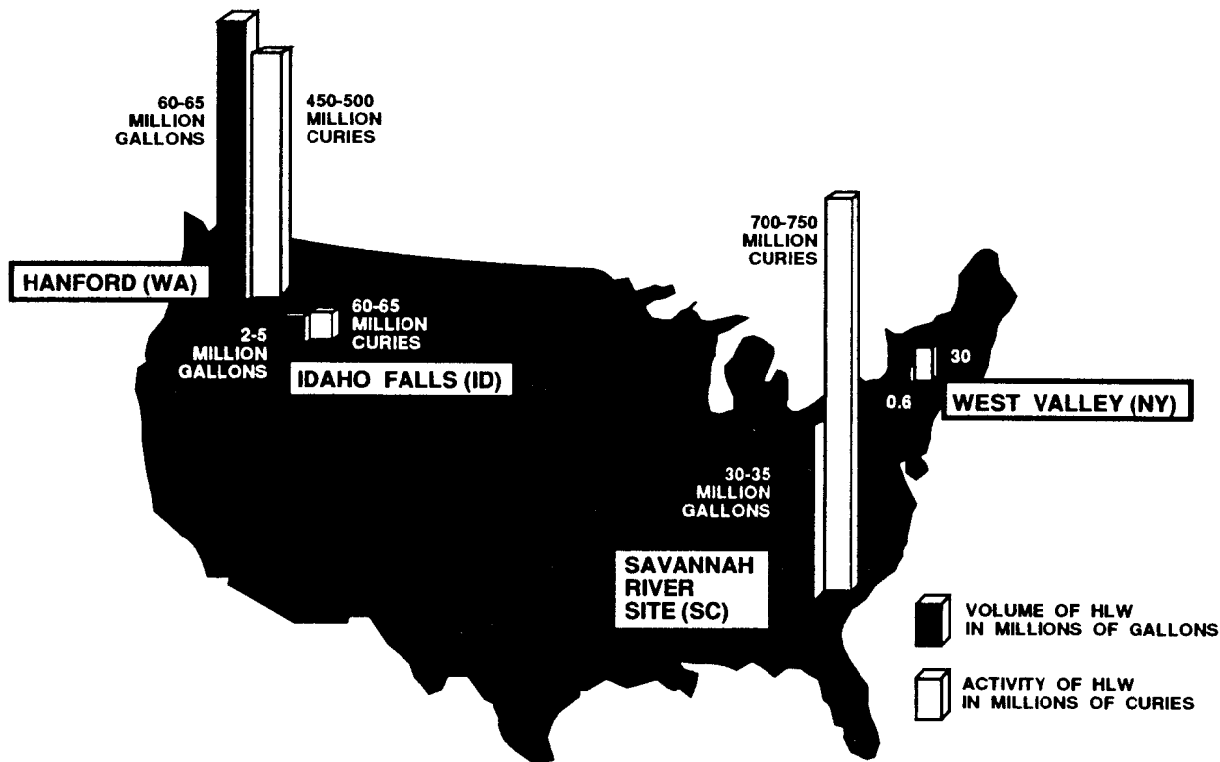 60-65
MILLION
GALLONS
450-500
MILLION
CURIES
HANFORD (WA)
2-5
MILLION
GALLONS
60-65
MILLION
CURIES
IDAHO FALLS (ID)
700-750
MILLION
CURIES
30-35
MILLION
GALLONS
SAVANNAH
RIVER
SITE (SC)
30
0.6
WEST VALLEY (NY)
VOLUME OF HLW
IN MILLIONS OF GALLONS
ACTIVITY OF HLW
IN MILLIONS OF CURIES